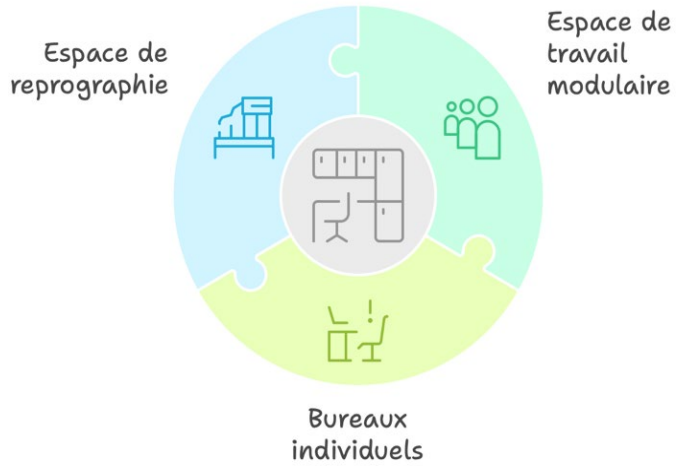 Espace de
reprographie
Espace de
travail
modulaire
Bureaux
individuels